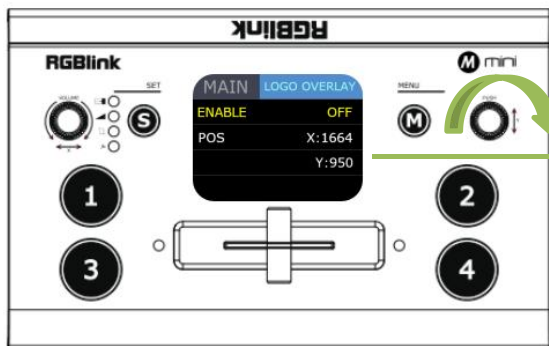 RGBlink
RGBlink
M mini
SET
MENU
VOLUME
PUSH
MAIN LOGO OVERLAY
ENABLE OFF
POS X:1664
Y:950
S
M
X
Y
1
2
3
4